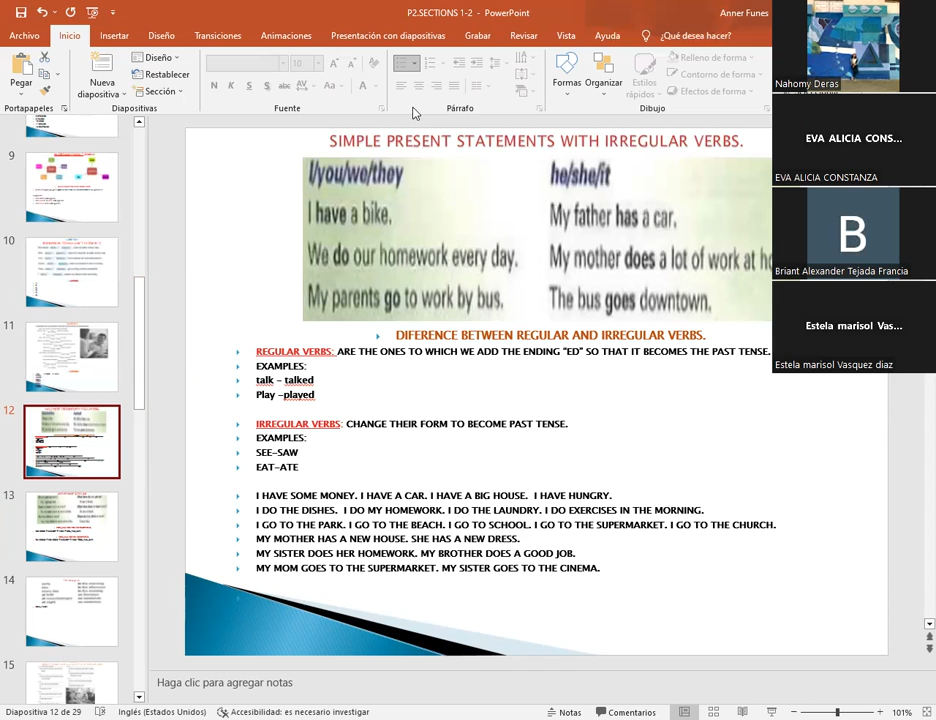 P2.SECTIONS 1-2 - PowerPoint
Anner Funes
Archivo Inicio Insertar Diseño Transiciones Animaciones Presentación con diapositivas Grabar Revisar Vista Ayuda ¿Qué desea hacer?
Pegar
Nueva diapositiva
Diseño
Restablecer
Sección
10
N K S abc AV Aa A
Formas
Organizar
Estilos rápidos
Relleno de forma
Contorno de forma
Efectos de forma
Portapapeles Diapositivas Fuente Párrafo Dibujo
Nahomy Deras
EVA ALICIA CONS...
EVA ALICIA CONSTANZA
B
Briant Alexander Tejada Francia
Estela marisol Vas...
Estela marisol Vasquez diaz
9
10
11
12
13
14
15
SIMPLE PRESENT STATEMENTS WITH IRREGULAR VERBS.
I/you/we/they he/she/it
I have a bike. My father has a car.
We do our homework every day. My mother does a lot of work at ho
My parents go to work by bus. The bus goes downtown.
DIFERENCE BETWEEN REGULAR AND IRREGULAR VERBS.
REGULAR VERBS: ARE THE ONES TO WHICH WE ADD THE ENDING “ED” SO THAT IT BECOMES THE PAST TENSE.
EXAMPLES:
talk – talked
Play –played
IRREGULAR VERBS: CHANGE THEIR FORM TO BECOME PAST TENSE.
EXAMPLES:
SEE–SAW
EAT–ATE
I HAVE SOME MONEY. I HAVE A CAR. I HAVE A BIG HOUSE. I HAVE HUNGRY.
I DO THE DISHES. I DO MY HOMEWORK. I DO THE LAUNDRY. I DO EXERCISES IN THE MORNING.
I GO TO THE PARK. I GO TO THE BEACH. I GO TO SCHOOL. I GO TO THE SUPERMARKET. I GO TO THE CHURCH.
MY MOTHER HAS A NEW HOUSE. SHE HAS A NEW DRESS.
MY SISTER DOES HER HOMEWORK. MY BROTHER DOES A GOOD JOB.
MY MOM GOES TO THE SUPERMARKET. MY SISTER GOES TO THE CINEMA.
Haga clic para agregar notas
Diapositiva 12 de 29 Inglés (Estados Unidos) Accesibilidad: es necesario investigar Notas Comentarios 101%